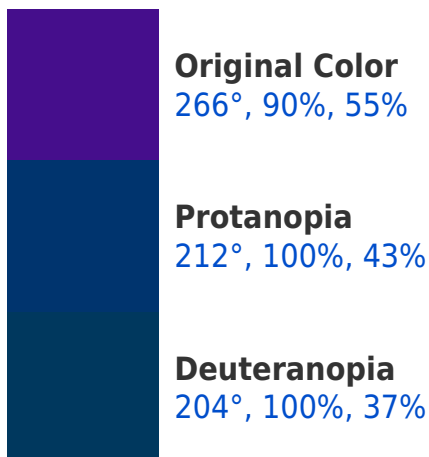 Original Color
266°, 90%, 55%
Protanopia
212°, 100%, 43%
Deuteranopia
204°, 100%, 37%